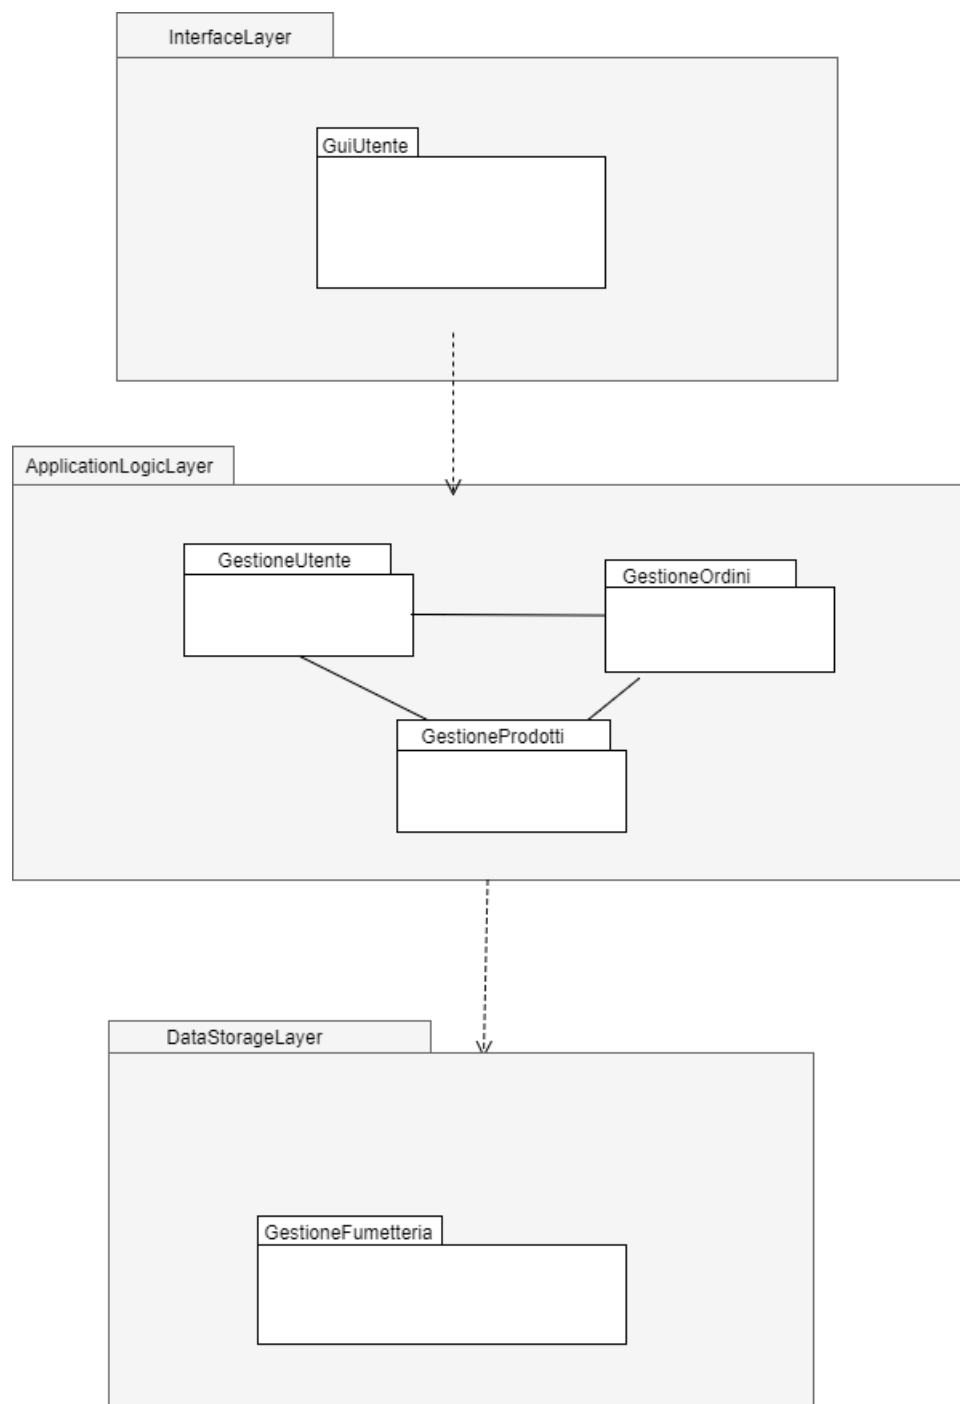 InterfaceLayer
GuiUtente
ApplicationLogicLayer
GestioneUtente
GestioneOrdini
GestioneProdotti
DataStorageLayer
GestioneFumetteria